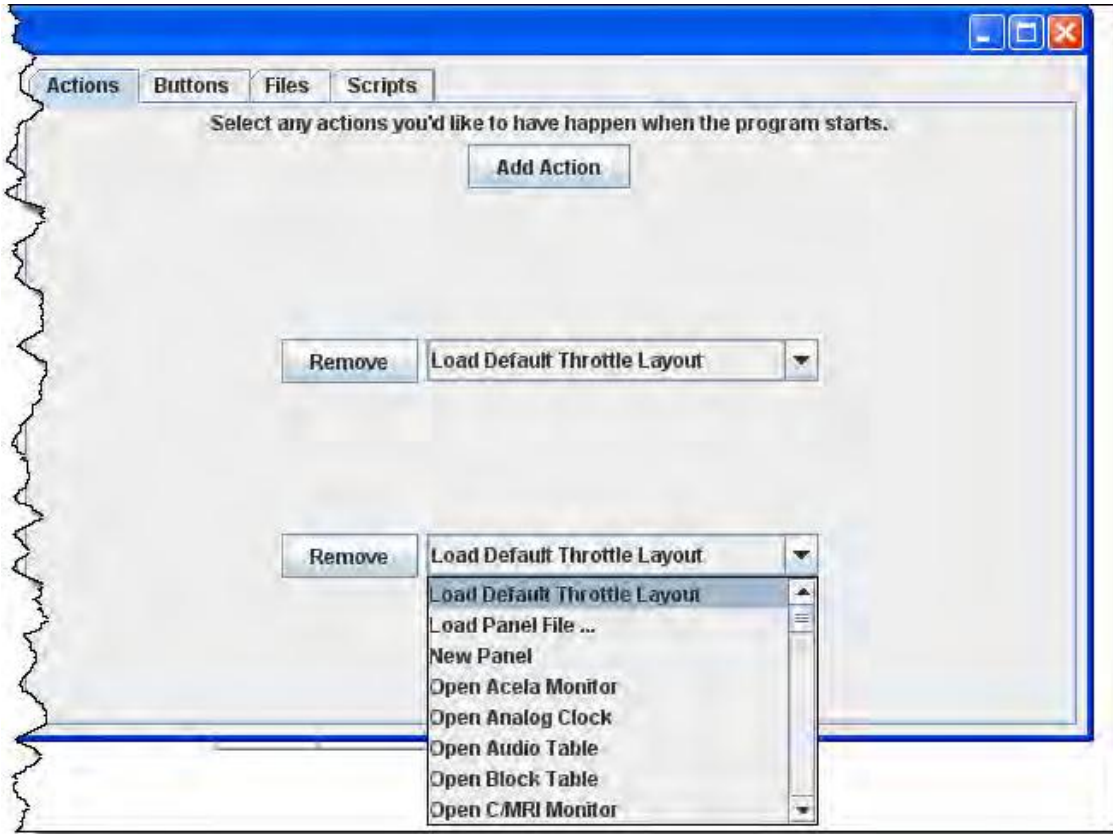 Actions Buttons Files Scripts
Select any actions you'd like to have happen when the program starts.
Add Action
Remove Load Default Throttle Layout
Remove Load Default Throttle Layout
Load Default Throttle Layout
Load Panel File ...
New Panel
Open Acela Monitor
Open Analog Clock
Open Audio Table
Open Block Table
Open C/MRI Monitor